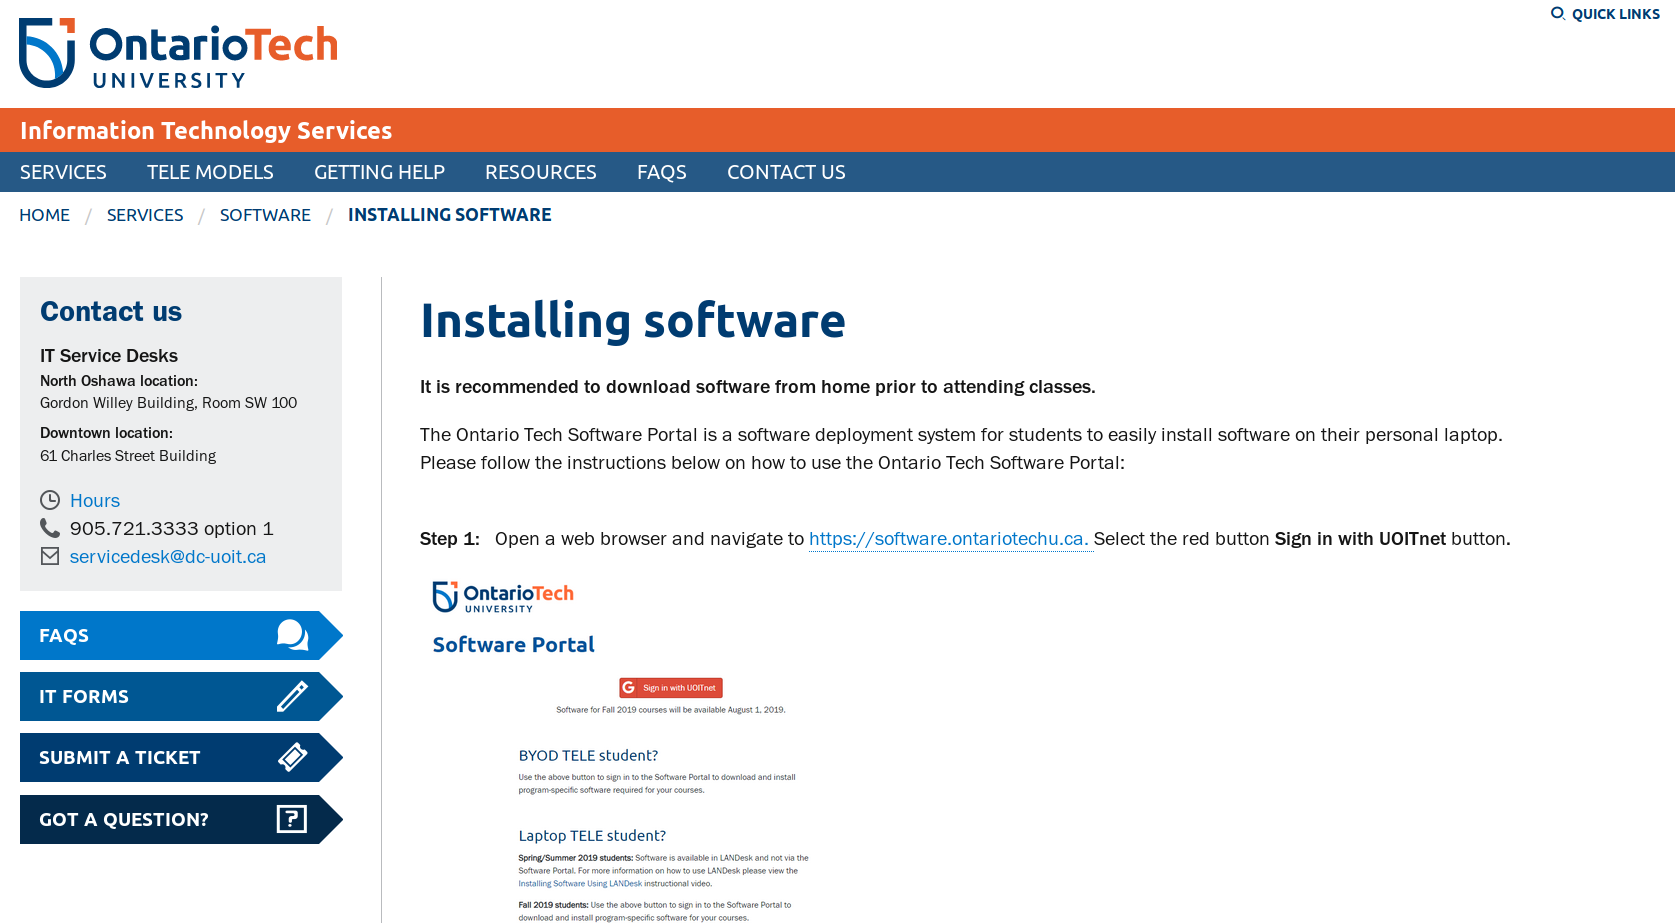 QUICK LINKS
OntarioTech
UNIVERSITY
Information Technology Services
SERVICES TELE MODELS GETTING HELP RESOURCES FAQS CONTACT US
HOME / SERVICES / SOFTWARE / INSTALLING SOFTWARE
Contact us
IT Service Desks
North Oshawa location:
Gordon Willey Building, Room SW 100
Downtown location:
61 Charles Street Building
Hours
905.721.3333 option 1
servicedesk@dc-uoit.ca
FAQS
IT FORMS
SUBMIT A TICKET
GOT A QUESTION?
Installing software
It is recommended to download software from home prior to attending classes.
The Ontario Tech Software Portal is a software deployment system for students to easily install software on their personal laptop.
Please follow the instructions below on how to use the Ontario Tech Software Portal:
Step 1: Open a web browser and navigate to https://software.ontariotechu.ca. Select the red button Sign in with UOITnet button.
OntarioTech
UNIVERSITY
Software Portal
G Sign in with UOITnet
Software for Fall 2019 courses will be available August 1, 2019.
BYOD TELE student?
Use the above button to sign in to the Software Portal to download and install
program-specific software required for your courses.
Laptop TELE student?
Spring/Summer 2019 students: Software is available in LANDesk and not via the
Software Portal. For more information on how to use LANDesk please view the
Installing Software Using LANDesk instructional video.
Fall 2019 students: Use the above button to sign in to the Software Portal to
download and install program-specific software for your courses.